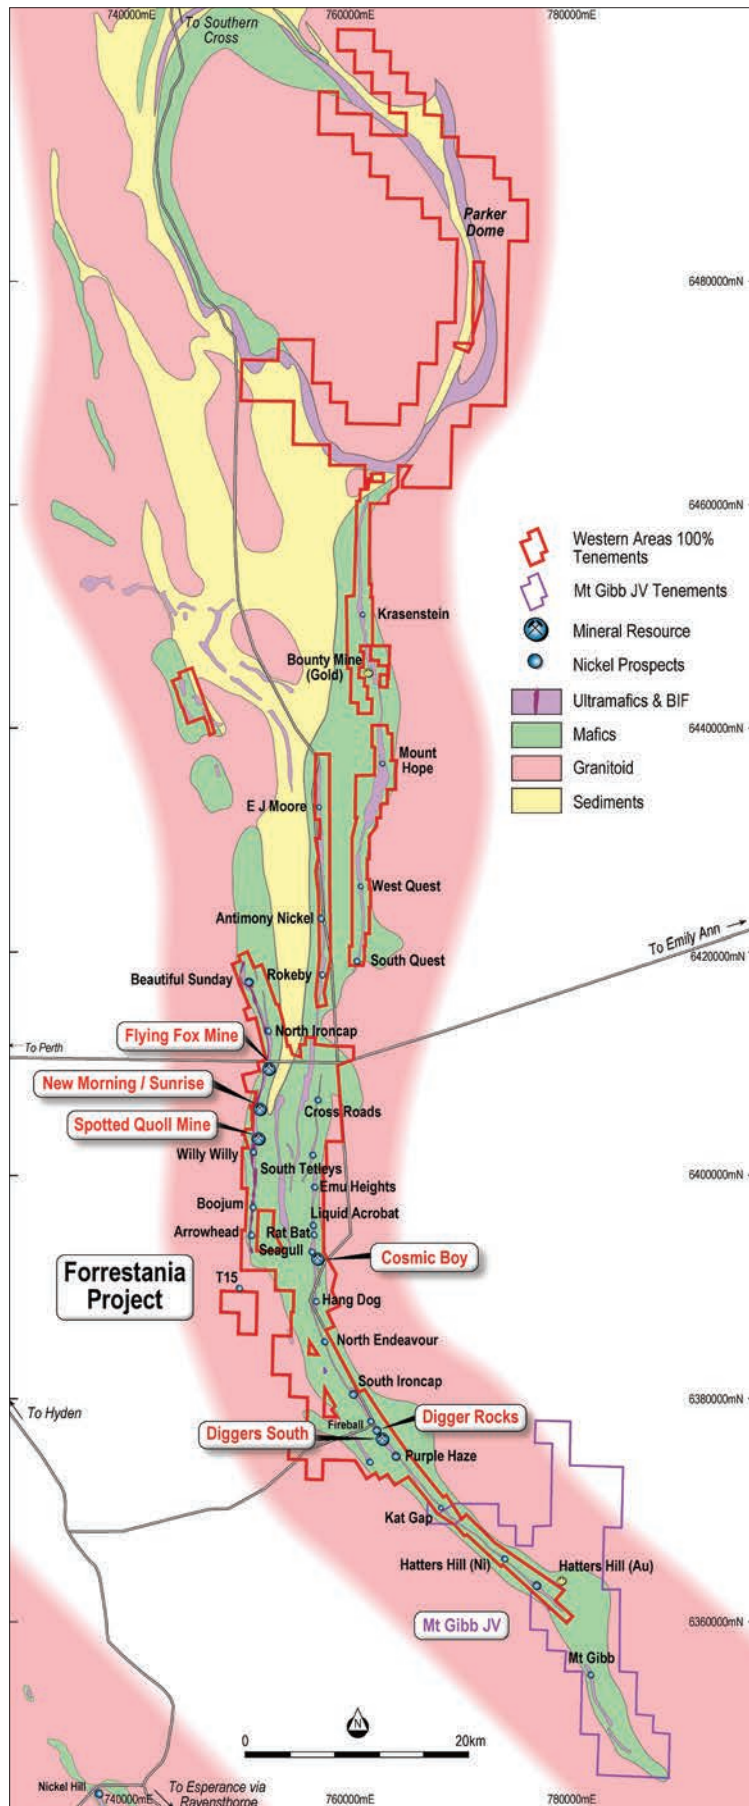 740000mE
760000mE
780000mE
To Southern
Cross
Parker
Dome
6480000mN
6460000mN
Western Areas 100%
Tenements
Mt Gibb JV Tenements
Mineral Resource
Nickel Prospects
Ultramafics & BIF
Mafics
Granitoid
Sediments
Krasenstein
Bounty Mine
(Gold)
6440000mN
Mount
Hope
E J Moore
West Quest
Antimony Nickel
To Emily Ann
South Quest
6420000mN
Beautiful Sunday
Rokeby
North Ironcap
Flying Fox Mine
To Perth
New Morning / Sunrise
Cross Roads
Spotted Quoll Mine
Willy Willy
South Tetleys
6400000mN
Emu Heights
Boojum
Liquid Acrobat
Arrowhead
Rat Bat
Seagull
Cosmic Boy
Forrestania
Project
T15
Hang Dog
North Endeavour
South Ironcap
6380000mN
To Hyden
Fireball
Digger Rocks
Diggers South
Purple Haze
Kat Gap
Hatters Hill (Ni)
Hatters Hill (Au)
Mt Gibb JV
6360000mN
Mt Gibb
N
0
20km
Nickel Hill
To Esperance via
Ravensthorpe
740000mE
760000mE
780000mE